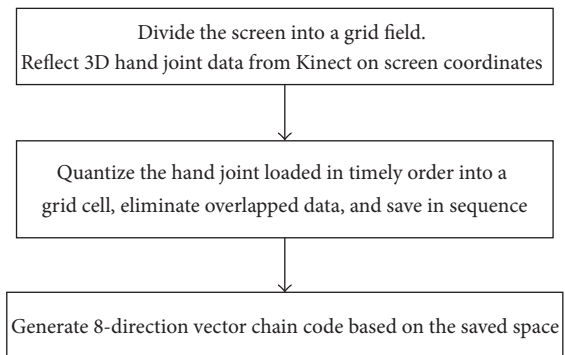 Divide the screen into a grid field.
Reflect 3D hand joint data from Kinect on screen coordinates
Quantize the hand joint loaded in timely order into a
grid cell, eliminate overlapped data, and save in sequence
Generate 8-direction vector chain code based on the saved space